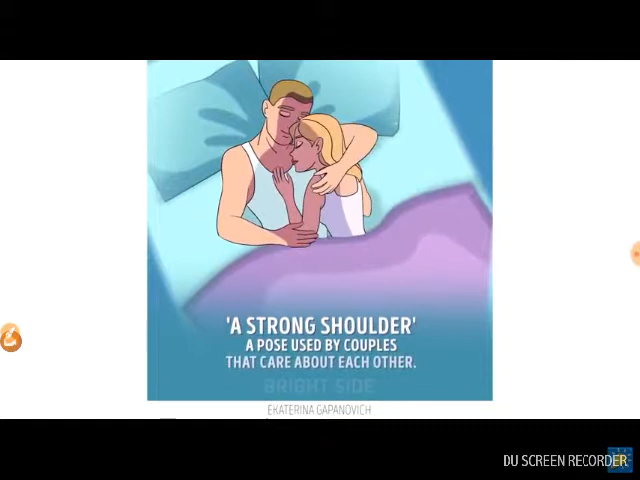 'A STRONG SHOULDER'
A POSE USED BY COUPLES
THAT CARE ABOUT EACH OTHER.
BRIGHT SIDE
EKATERINA GAPANOVICH
DU SCREEN RECORDER